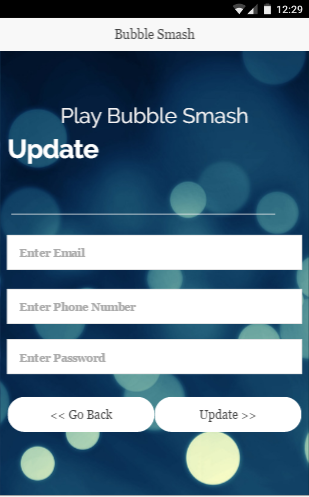 12:29
Bubble Smash
Play Bubble Smash
Update
Enter Email
Enter Phone Number
Enter Password
<< Go Back
Update >>